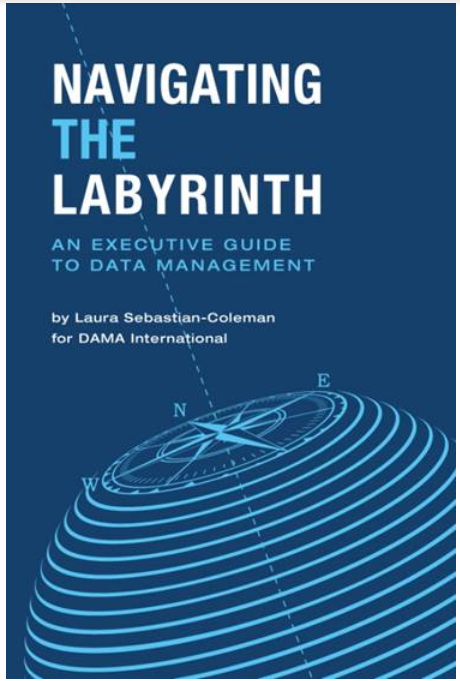 NAVIGATING
THE
LABYRINTH
AN EXECUTIVE GUIDE
TO DATA MANAGEMENT
by Laura Sebastian-Coleman
for DAMA International
E
N
W